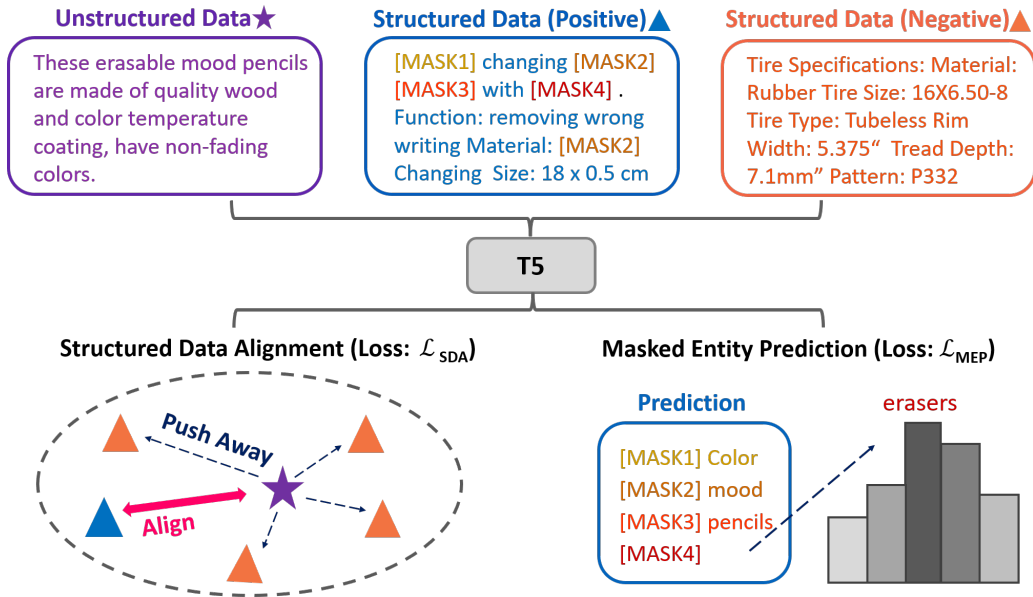 Unstructured Data
These erasable mood pencils
are made of quality wood
and color temperature
coating, have non-fading
colors.
Structured Data (Positive)
[MASK1] changing [MASK2]
[MASK3] with [MASK4] .
Function: removing wrong
writing Material: [MASK2]
Changing Size: 18 x 0.5 cm
Structured Data (Negative)
Tire Specifications: Material:
Rubber Tire Size: 16X6.50-8
Tire Type: Tubeless Rim
Width: 5.375“ Tread Depth:
7.1mm” Pattern: P332
T5
Structured Data Alignment (Loss: ℒSDA)
Push Away
Align
Masked Entity Prediction (Loss: ℒMEP)
Prediction
[MASK1] Color
[MASK2] mood
[MASK3] pencils
[MASK4]
erasers